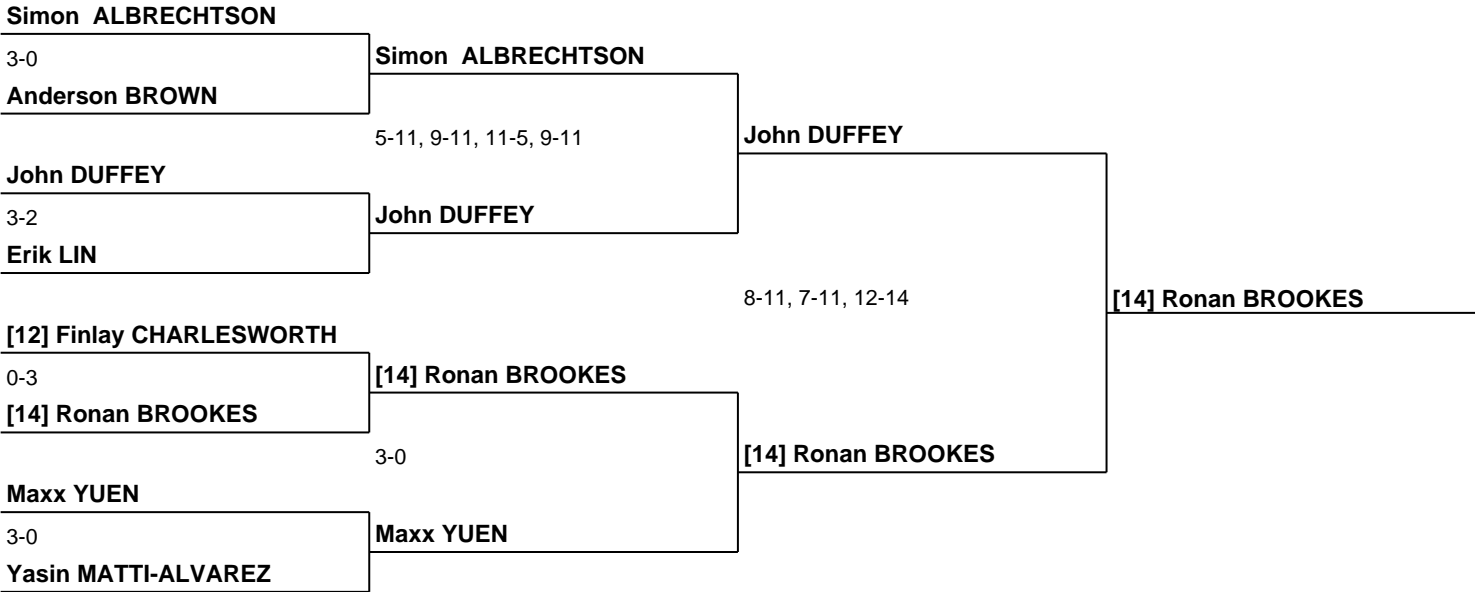 Simon  ALBRECHTSON
3-0
Anderson BROWN
John DUFFEY
3-2
Erik LIN
[12] Finlay CHARLESWORTH
0-3
[14] Ronan BROOKES
Maxx YUEN
3-0
Yasin MATTI-ALVAREZ
Simon  ALBRECHTSON
5-11, 9-11, 11-5, 9-11
John DUFFEY
[14] Ronan BROOKES
3-0
Maxx YUEN
John DUFFEY
8-11, 7-11, 12-14
[14] Ronan BROOKES
[14] Ronan BROOKES